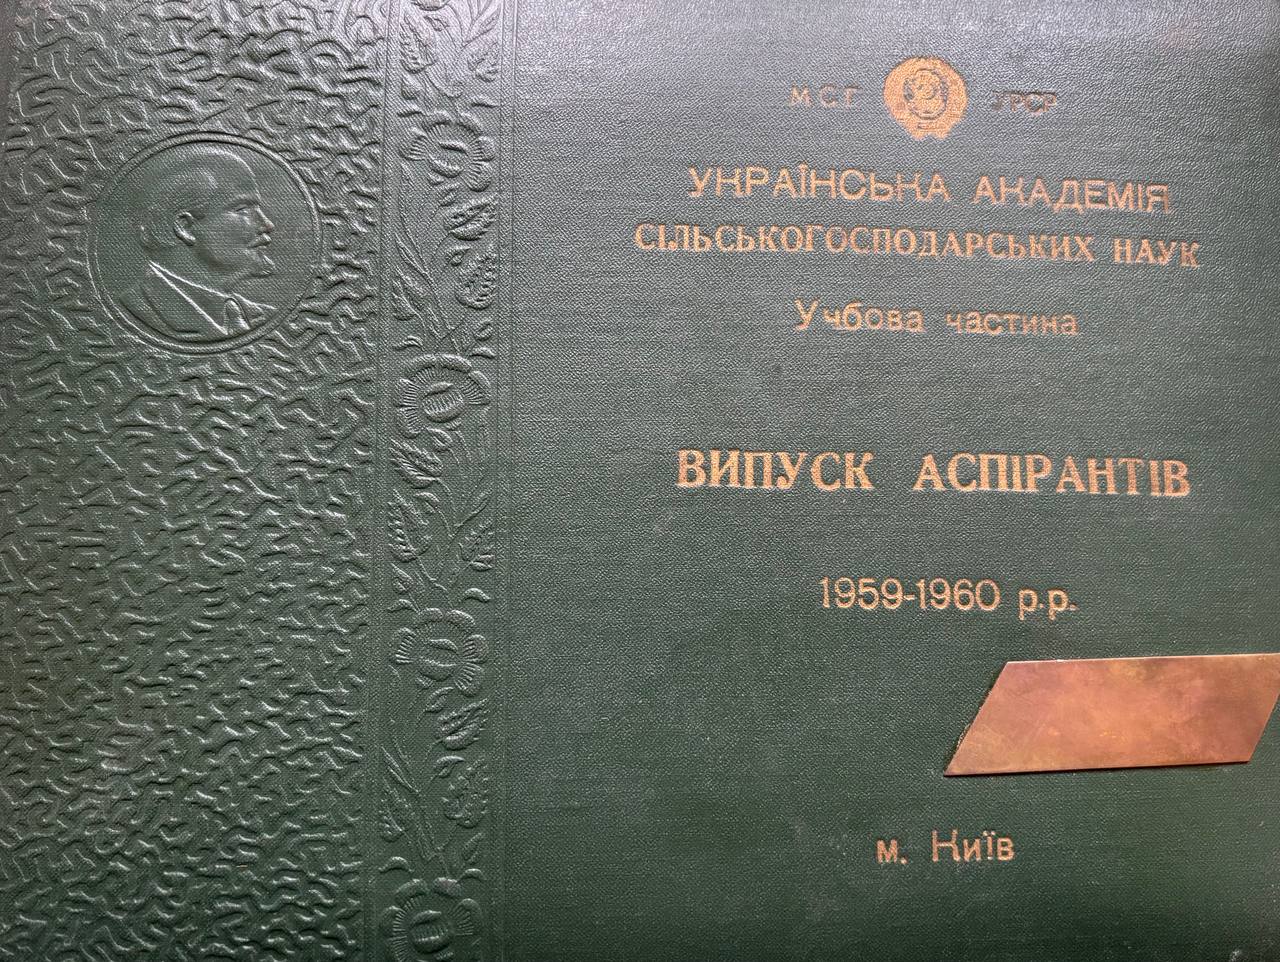 МСГ УРСР
УКРАЇНСЬКА АКАДЕМІЯ
СІЛЬСЬКОГОСПОДАРСЬКИХ НАУК
Учбова частина
ВИПУСК АСПІРАНТІВ
1959-1960 р.р.
м. Київ